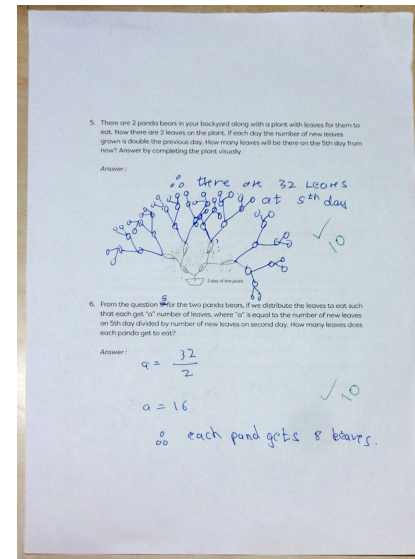 5. There are 2 panda bears in your backyard along with a plant with leaves for them to
eat. Now there are 2 leaves on the plant. If each day the number of new leaves
grown is double the previous day. How many leaves will be there on the 5th day from
now? Answer by completing the plant visually.
Answer:
∴ there are 32 Leaves
at 5th day
✓10
1 day of the plant
6. From the question 5 for the two panda bears, if we distribute the leaves to eat such
that each get "a" number of leaves, where "a" is equal to the number of new leaves
on 5th day divided by number of new leaves on second day. How many leaves does
each panda get to eat?
Answer:
a = 32/2
✓10
a = 16
∴ each pand gets 8 leaves.